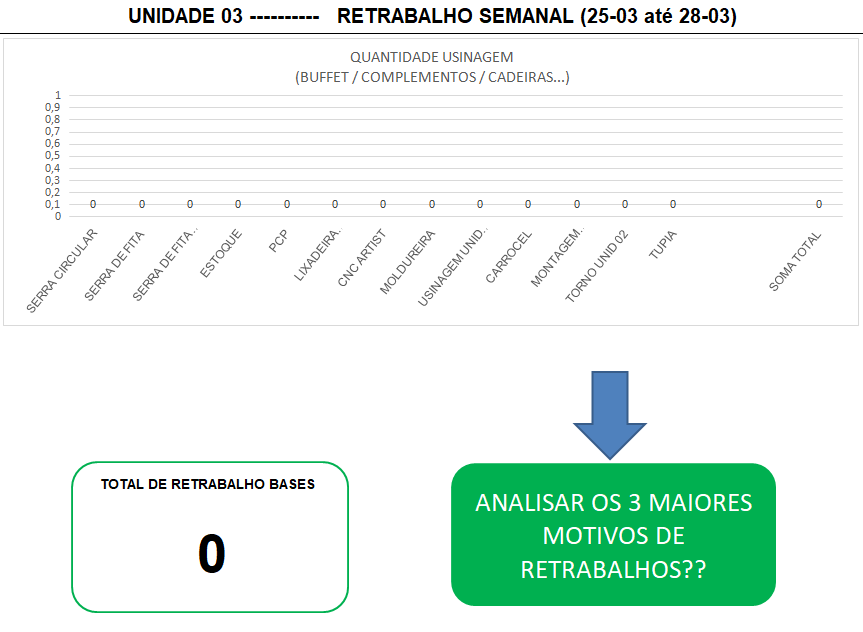 UNIDADE 03 ---------- RETRABALHO SEMANAL (25-03 até 28-03)
QUANTIDADE USINAGEM
(BUFFET / COMPLEMENTOS / CADEIRAS...)
1
0,9
0,8
0,7
0,6
0,5
0,4
0,3
0,2
0,1
0
0 0 0 0 0 0 0 0 0 0 0 0 0 0
SERRA CIRCULAR
SERRA DE FITA
SERRA DE FITA...
ESTOQUE
PCP
LIXADEIRA.
CNC ARTIST
MOLDUREIRA
USINAGEM UNID..
CARROCEL
MONTAGEM..
TORNO UNID 02
TUPIA
SOMA TOTAL
TOTAL DE RETRABALHO BASES
0
ANALISAR OS 3 MAIORES
MOTIVOS DE
RETRABALHOS??